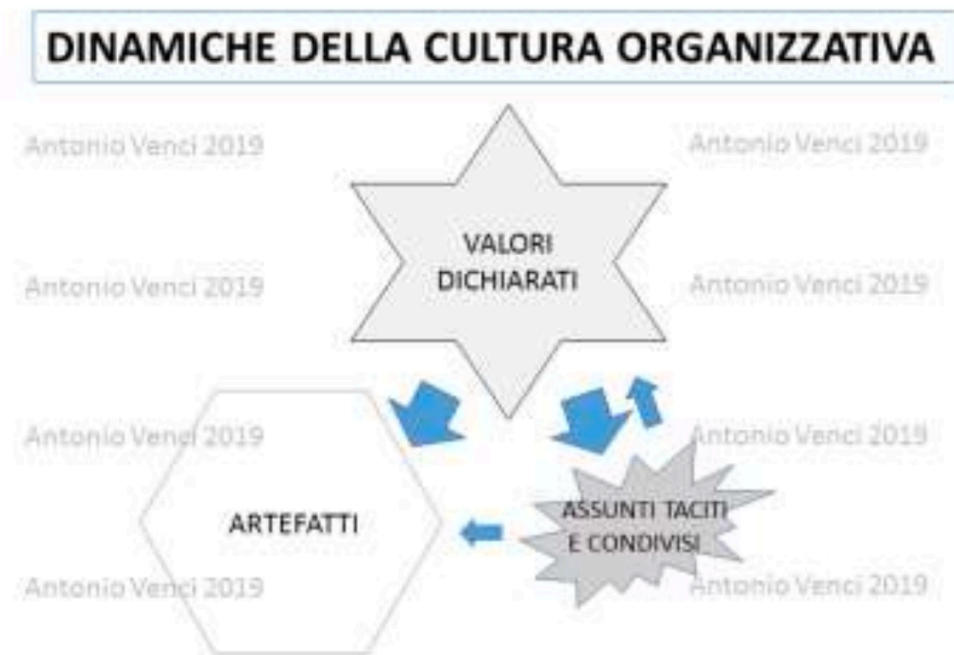 DINAMICHE DELLA CULTURA ORGANIZZATIVA
Antonio Venci 2019
Antonio Venci 2019
VALORI
DICHIARATI
Antonio Venci 2019
Antonio Venci 2019
Antonio Venci 2019
Antonio Venci 2019
ARTEFATTI
ASSUNTI TACITI
E CONDIVISI
Antonio Venci 2019
Antonio Venci 2019